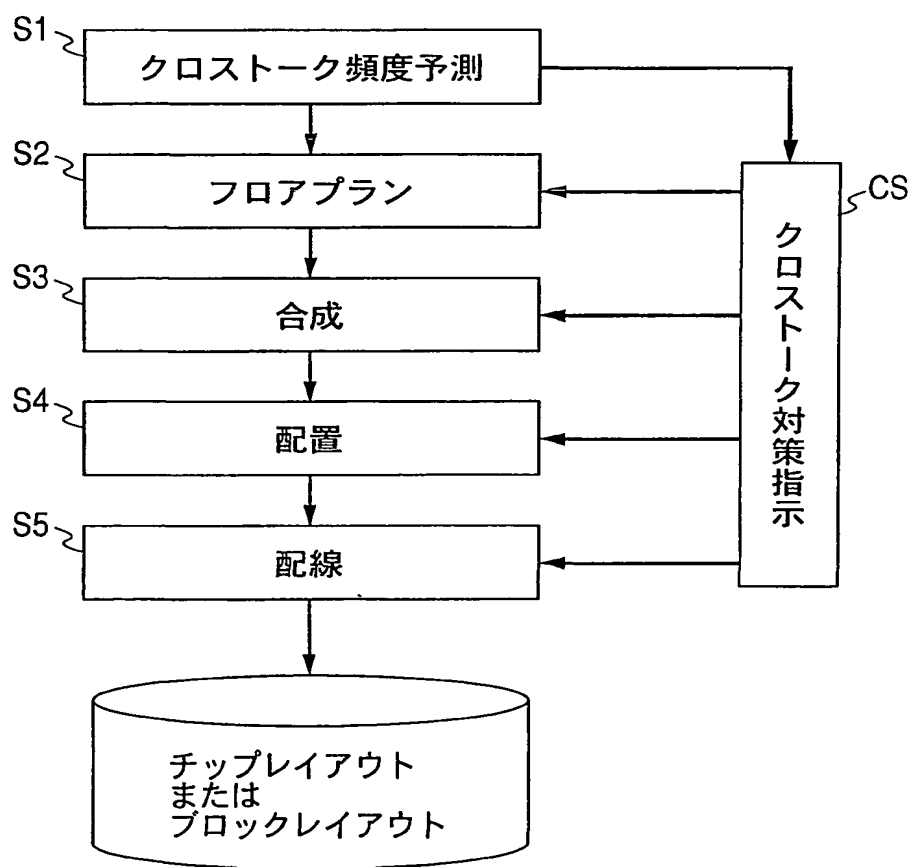 S1
クロストーク頻度予測
S2
フロアプラン
CS
クロストーク対策指示
S3
合成
S4
配置
S5
配線
チップレイアウト
または
ブロックレイアウト